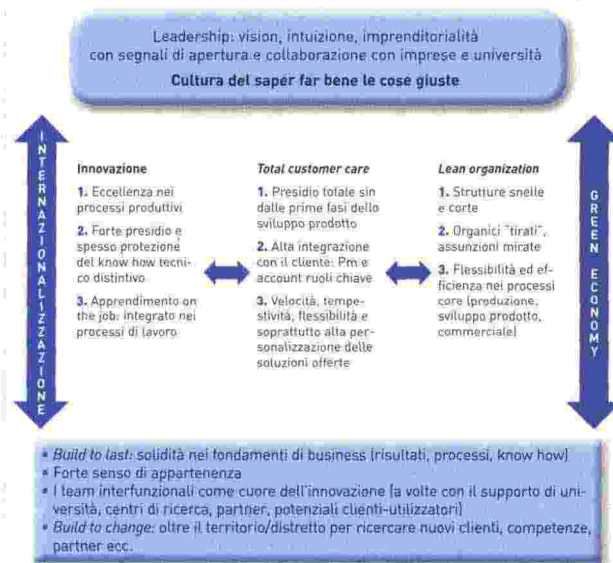 Leadership: vision, intuizione, imprenditorialità
con segnali di apertura e collaborazione con imprese e università
Cultura del saper far bene le cose giuste
INTERNAZIONALIZZAZIONE
Innovazione
1. Eccellenza nei
processi produttivi
2. Forte presidio e
spesso protezione
del know how tecni-
co distintivo
3. Apprendimento on
the job: integrato nei
processi di lavoro
Total customer care
1. Presidio totale sin
dalle prime fasi dello
sviluppo prodotto
2. Alta integrazione
con il cliente: Pm e
account ruoli chiave
3. Velocità, tempe-
stività, flessibilità e
soprattutto alta per-
sonalizzazione delle
soluzioni offerte
Lean organization
1. Strutture snelle
e corte
2. Organici "tirati",
assunzioni mirate
3. Flessibilità ed ef-
ficienza nei processi
core (produzione,
sviluppo prodotto,
commerciale)
GREEN ECONOMY
• Build to last: solidità nei fondamenti di business (risultati, processi, know how)
• Forte senso di appartenenza
• I team interfunzionali come cuore dell'innovazione (a volte con il supporto di uni-
versità, centri di ricerca, partner, potenziali clienti-utilizzatori)
• Build to change: oltre il territorio/distretto per ricercare nuovi clienti, competenze,
partner ecc.